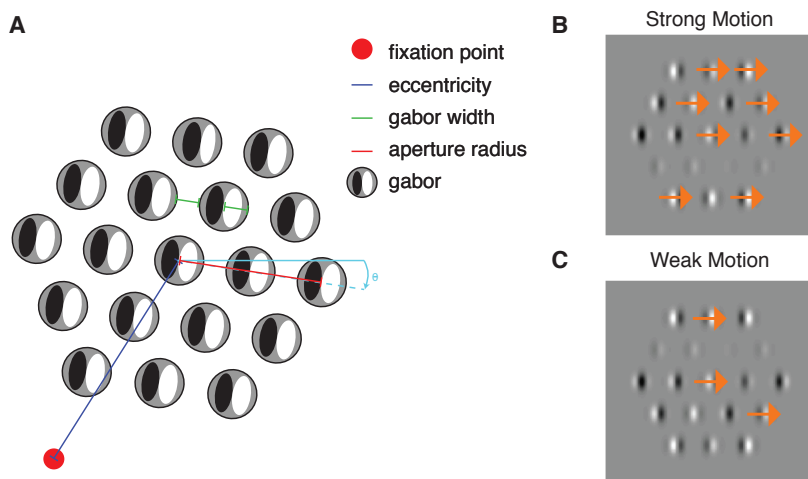 A
fixation point
eccentricity
gabor width
aperture radius
gabor
θ
B
Strong Motion
C
Weak Motion